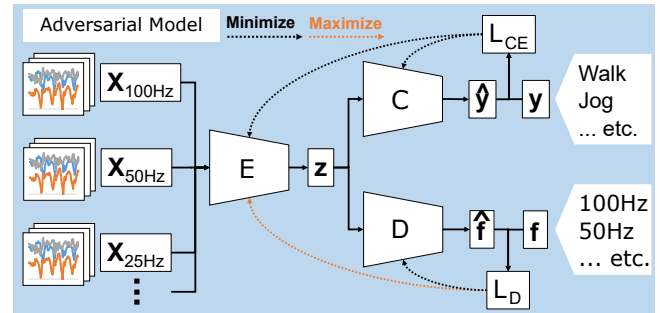 Adversarial Model
Minimize
Maximize
L_CE
X_100Hz
X_50Hz
X_25Hz
⋮
E
z
C
ŷ
y
Walk
Jog
... etc.
D
f̂
f
100Hz
50Hz
... etc.
L_D